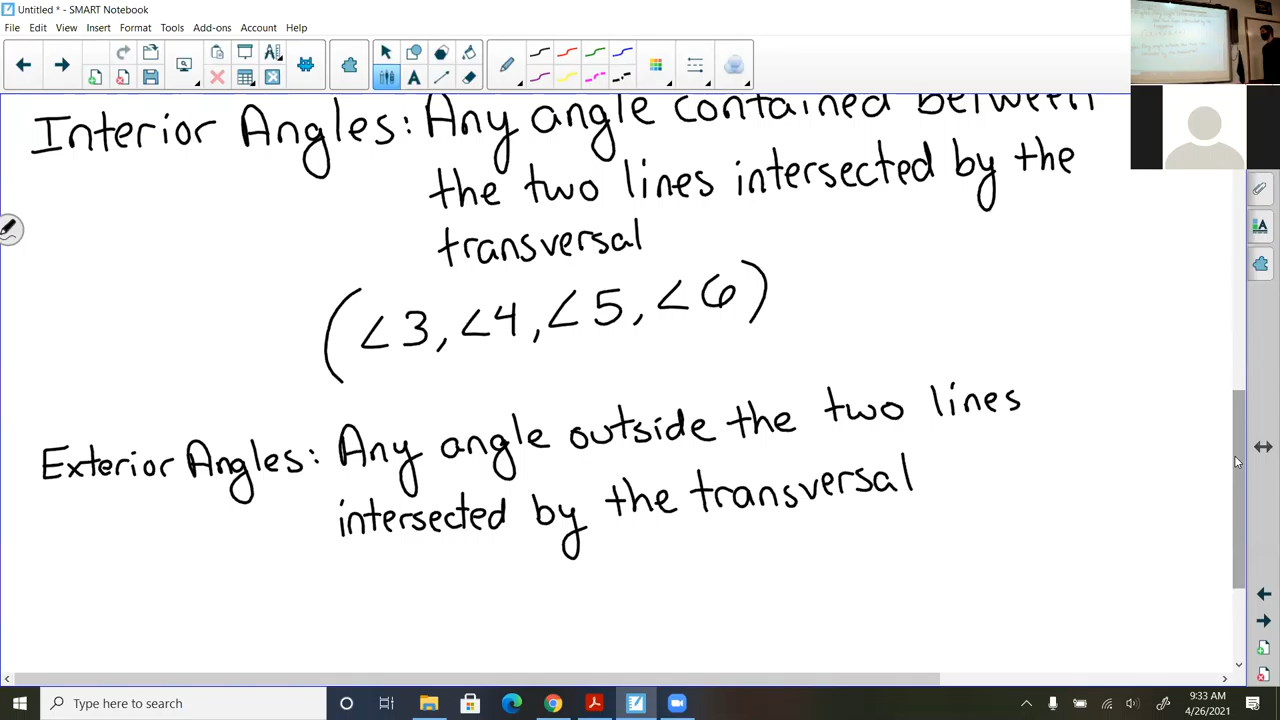 Untitled * - SMART Notebook
File Edit View Insert Format Tools Add-ons Account Help
Interior Angles: Any angle contained between
the two lines intersected by the
transversal
(∠3, ∠4, ∠5, ∠6)
Exterior Angles: Any angle outside the two lines
intersected by the transversal
Type here to search
9:33 AM
4/26/2021